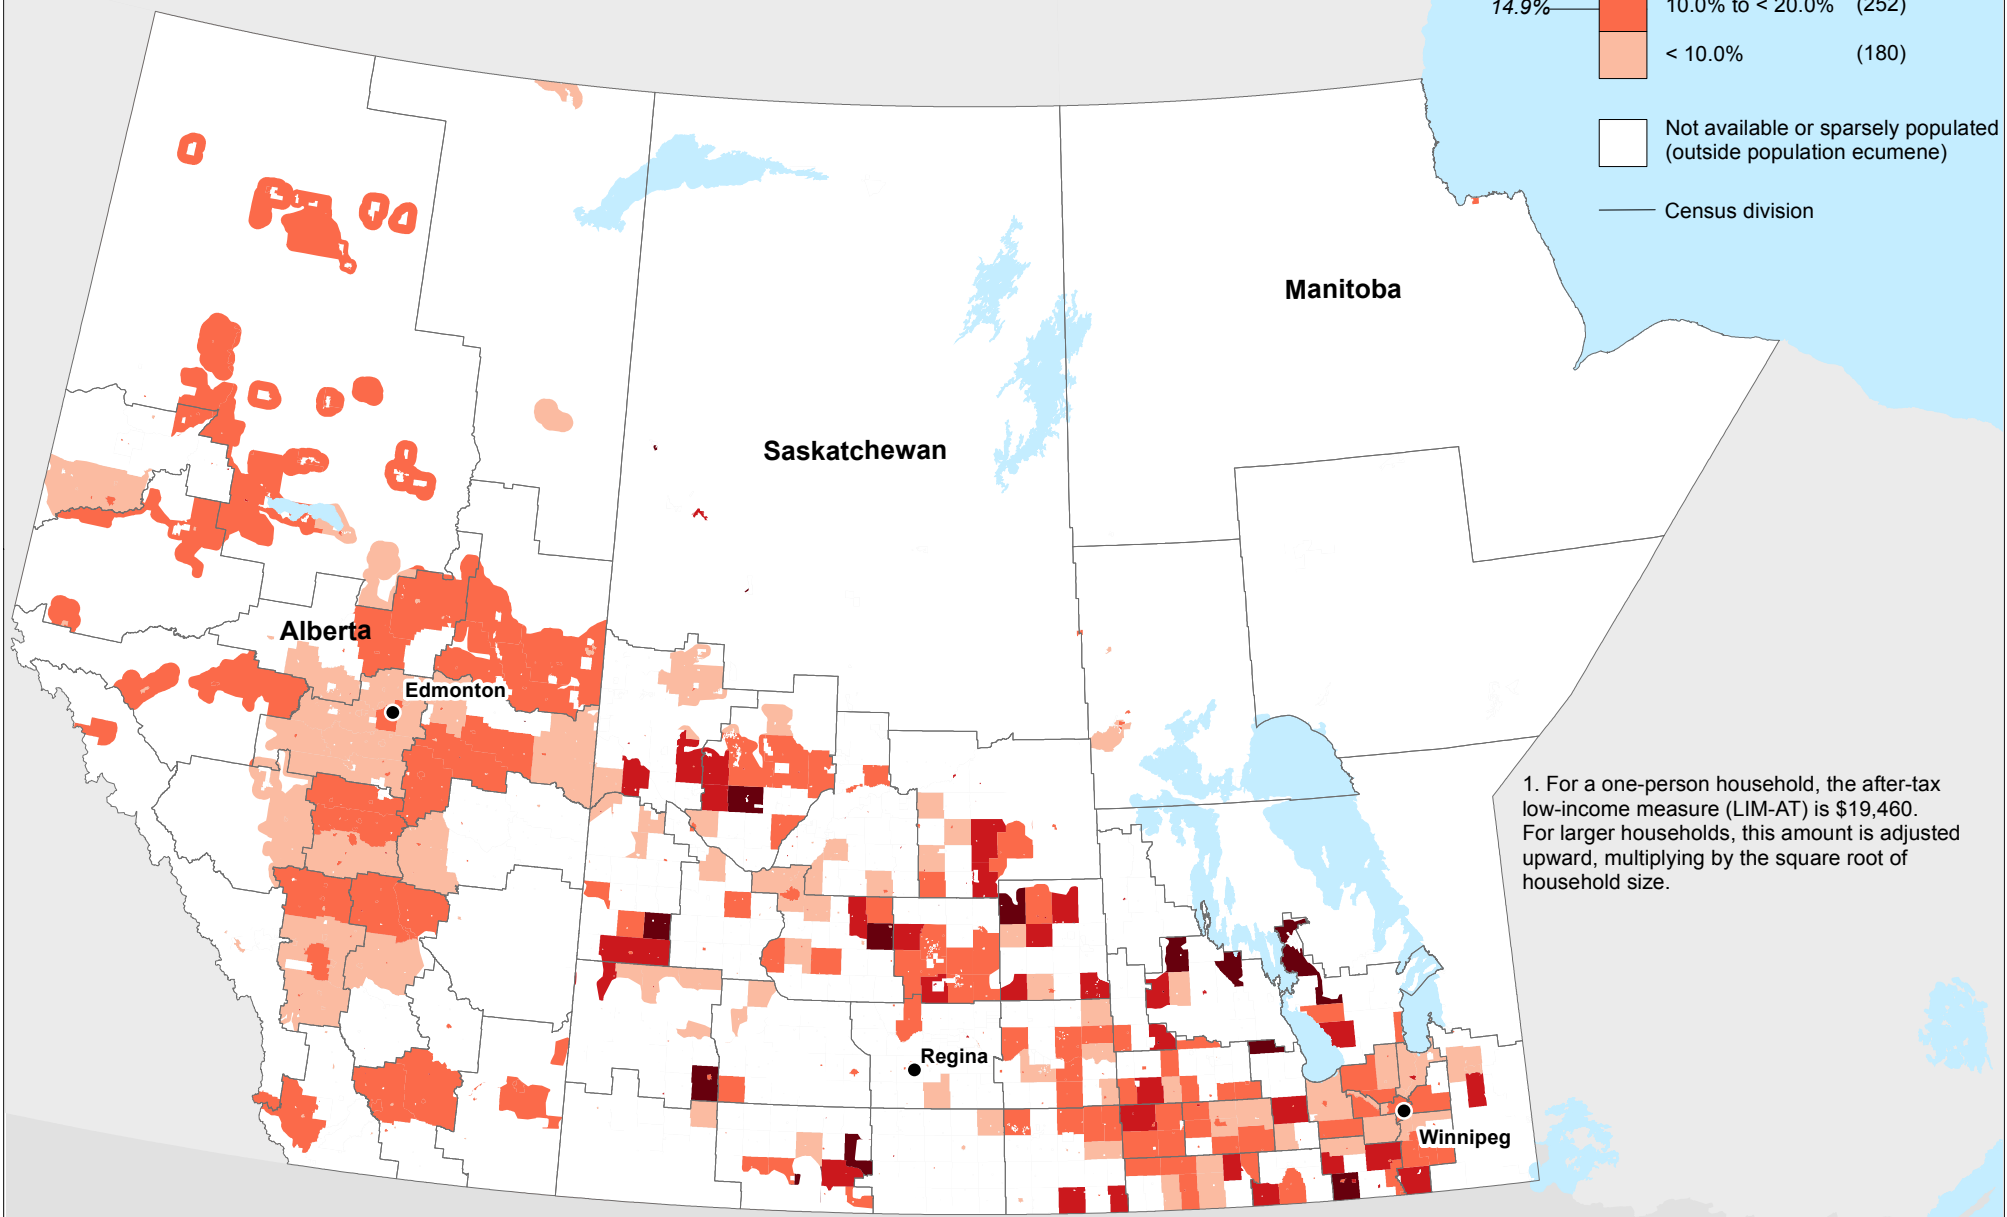 14.9%
10.0% to < 20.0% (252)
< 10.0% (180)
Not available or sparsely populated
(outside population ecumene)
Census division
Manitoba
Saskatchewan
Alberta
Edmonton
1. For a one-person household, the after-tax
low-income measure (LIM-AT) is $19,460.
For larger households, this amount is adjusted
upward, multiplying by the square root of
household size.
Regina
Winnipeg